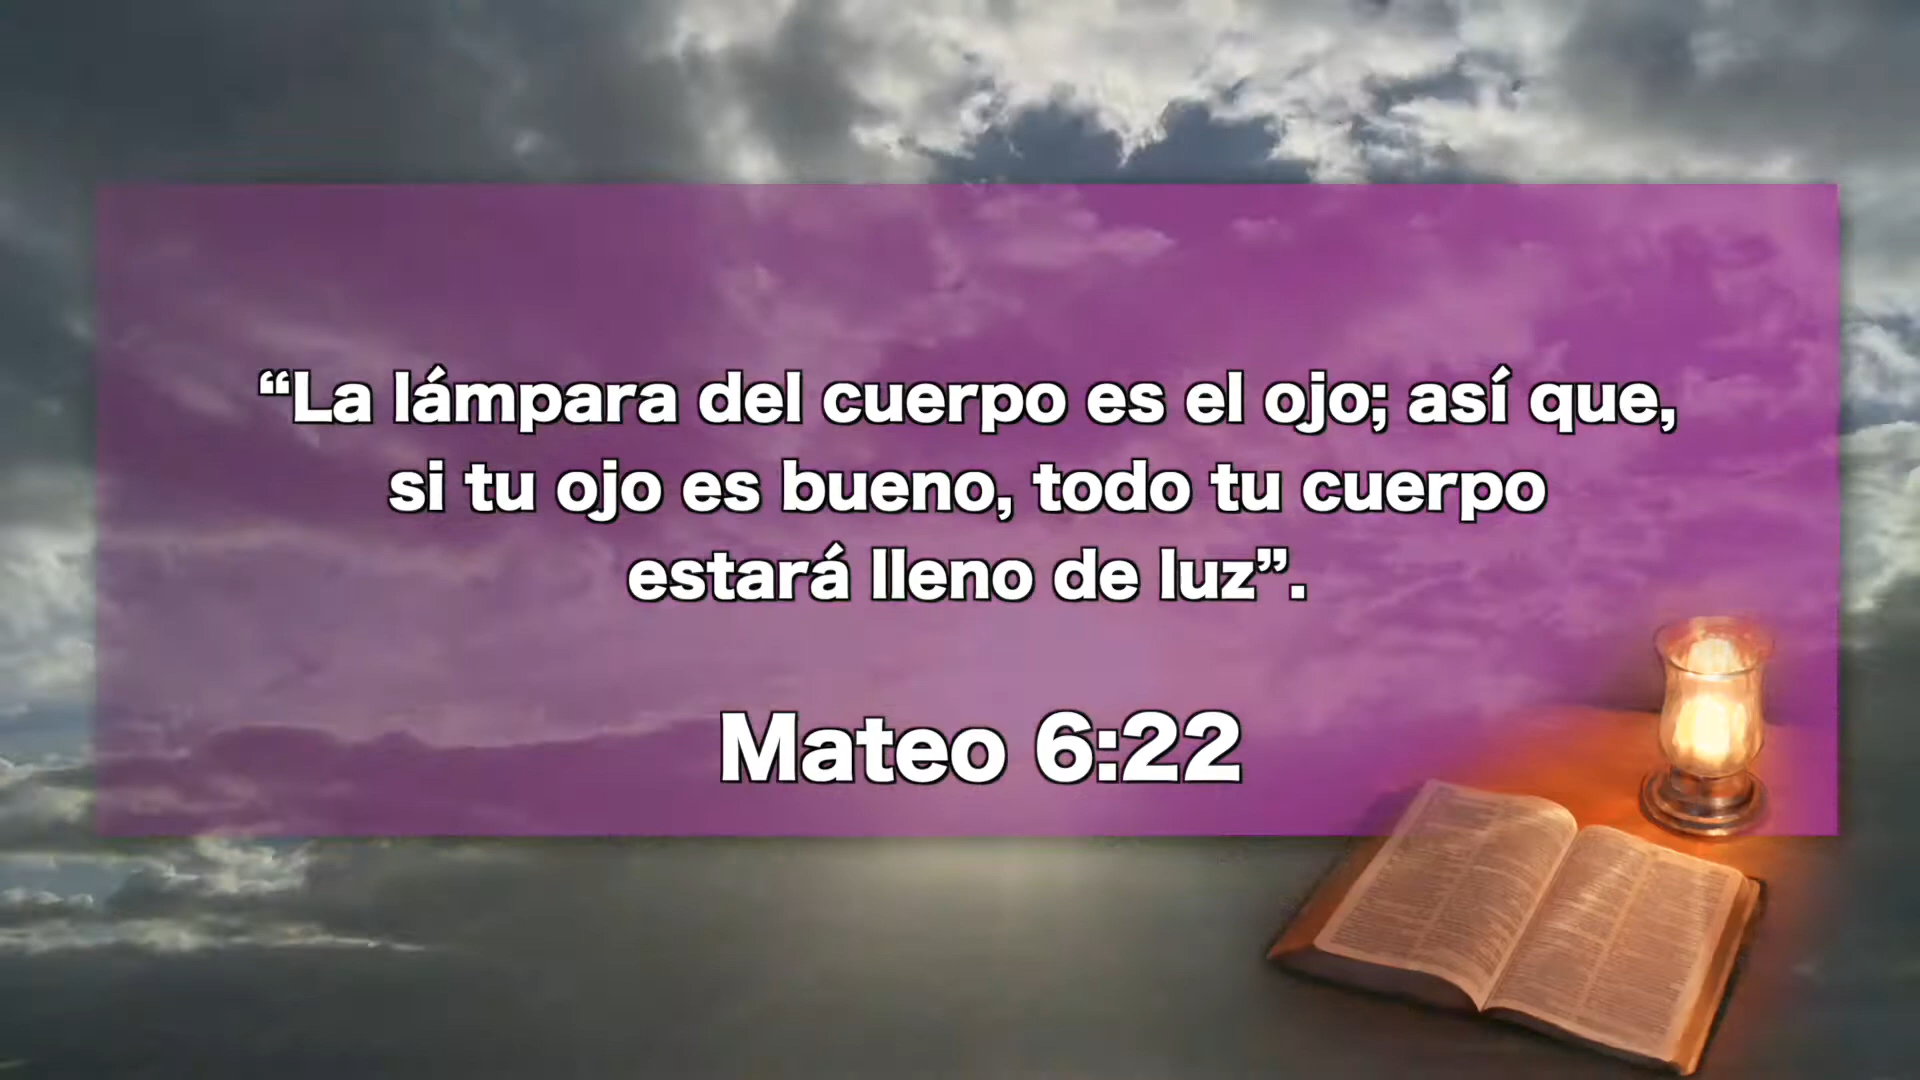 “La lámpara del cuerpo es el ojo; así que,
si tu ojo es bueno, todo tu cuerpo
estará lleno de luz”.
Mateo 6:22